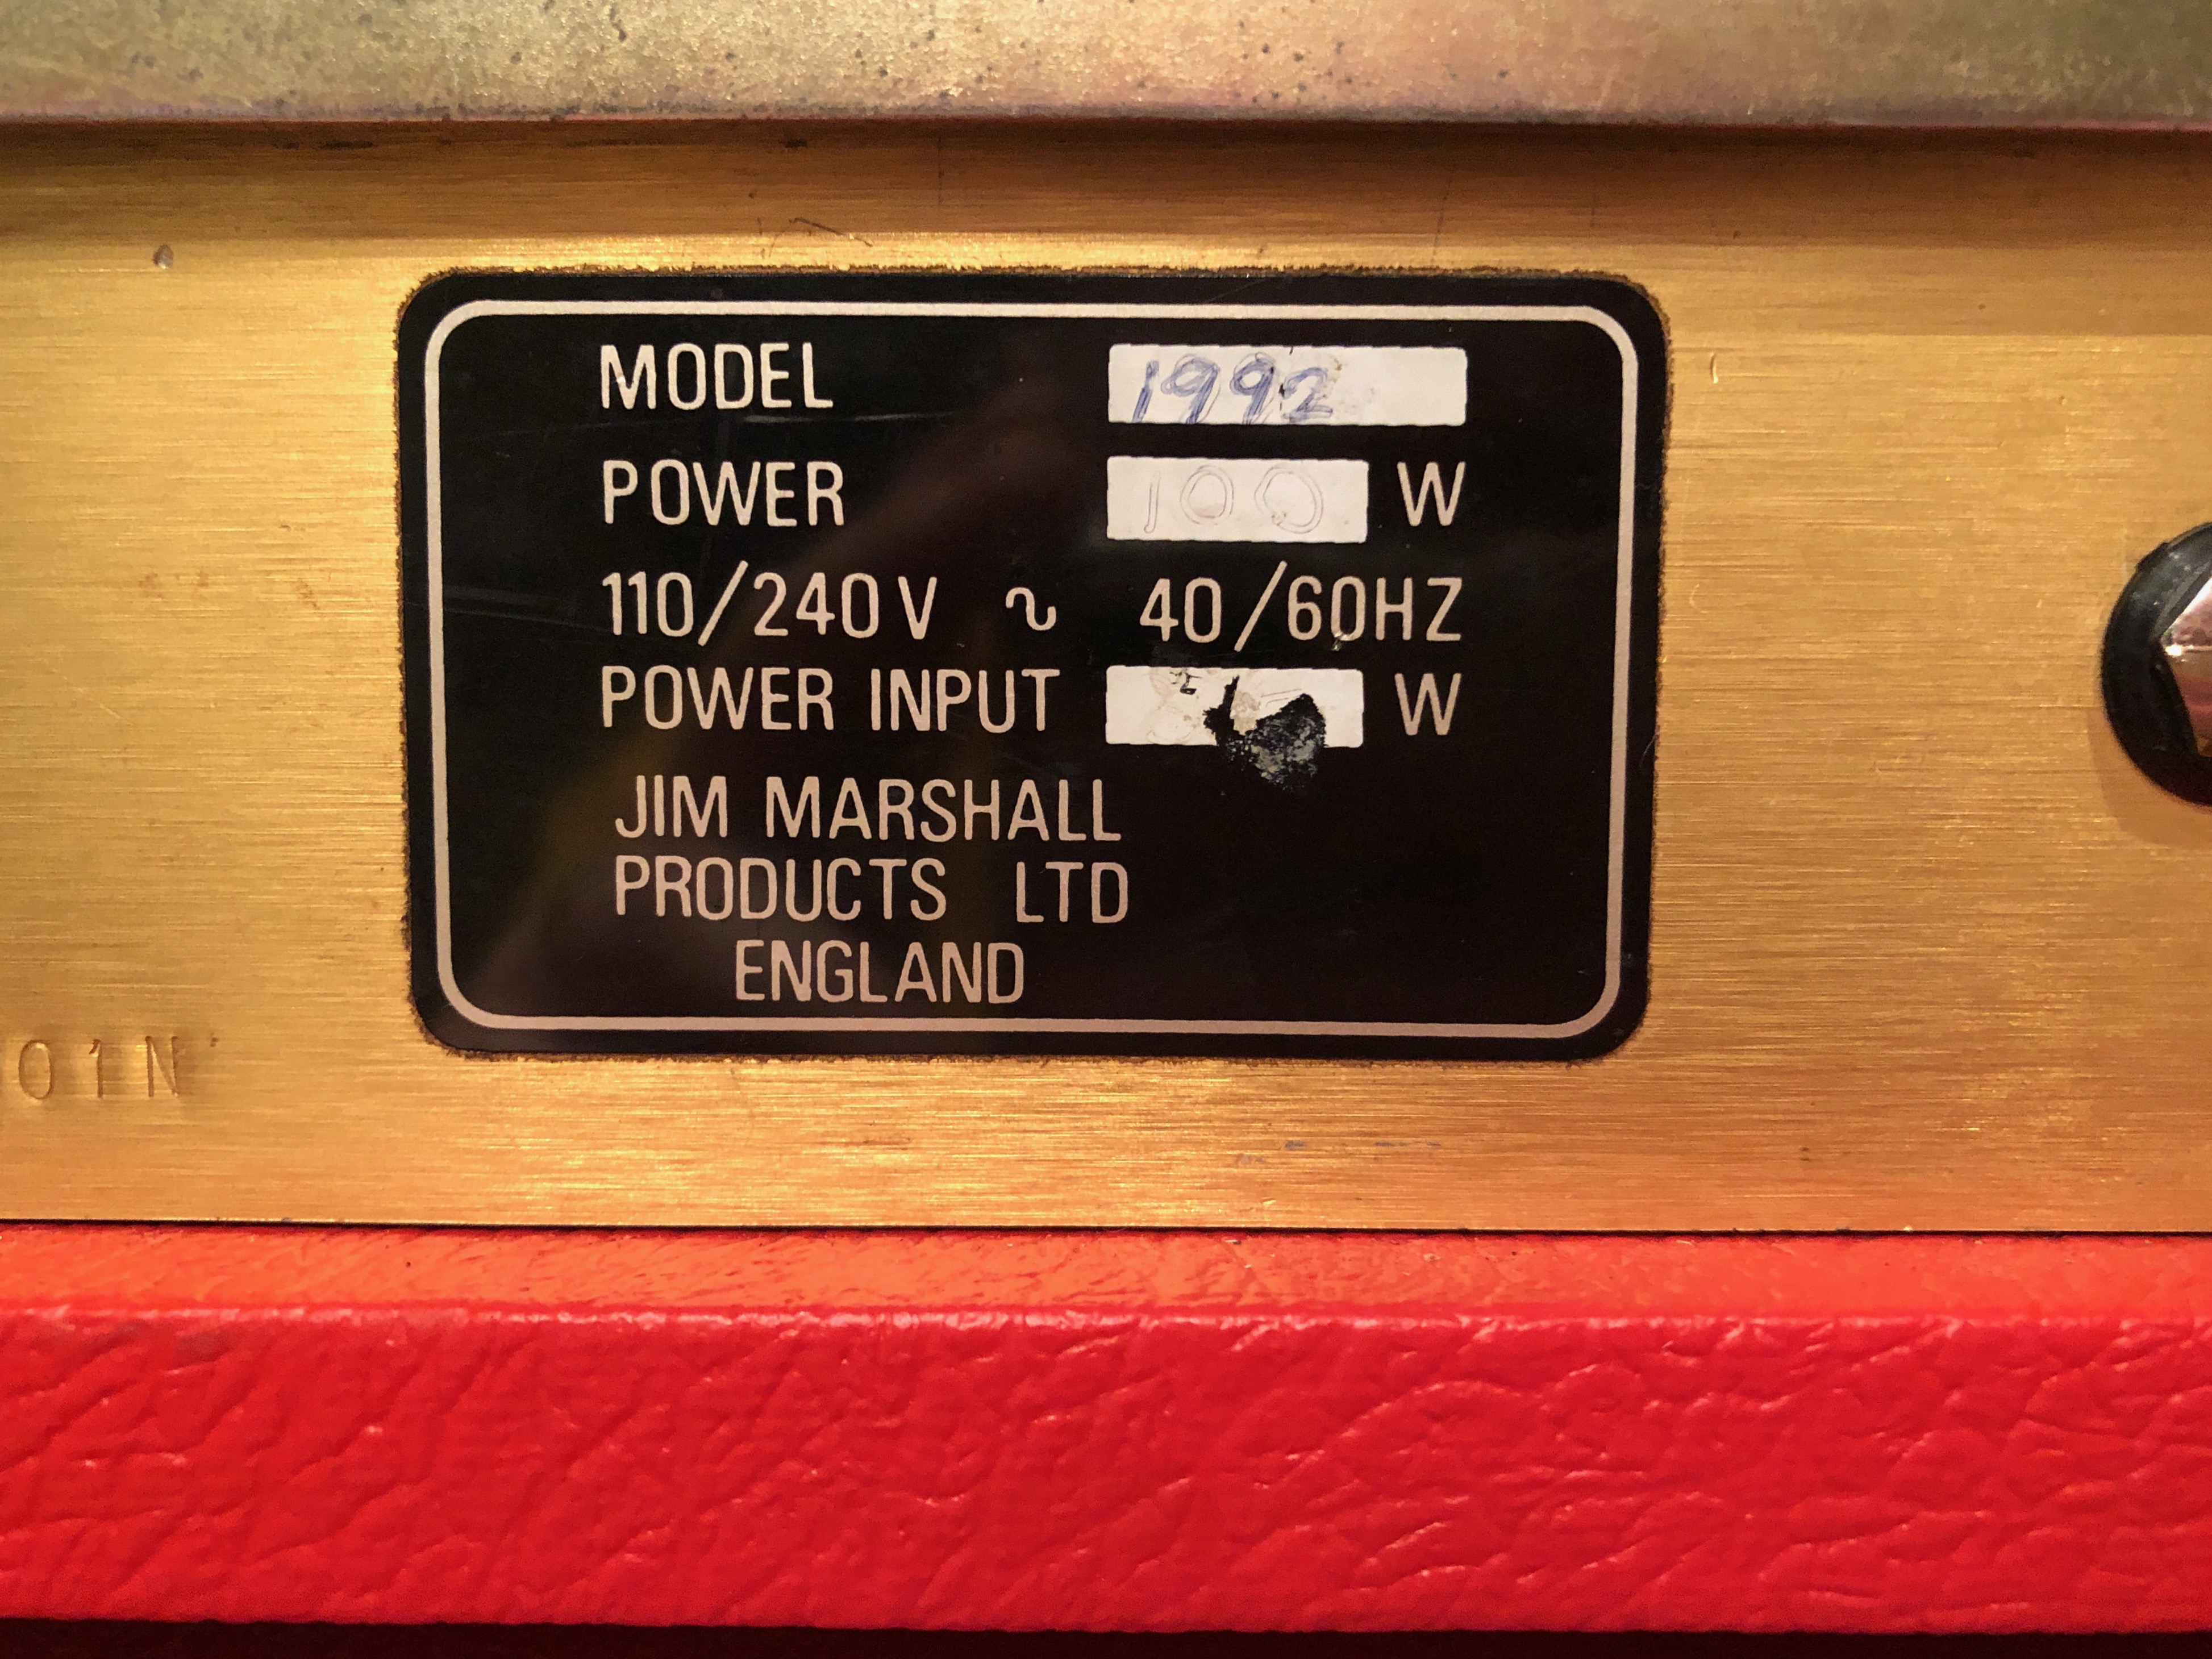 MODEL 1992
POWER 100 W
110/240V ∿ 40/60HZ
POWER INPUT W
JIM MARSHALL
PRODUCTS LTD
ENGLAND
01N